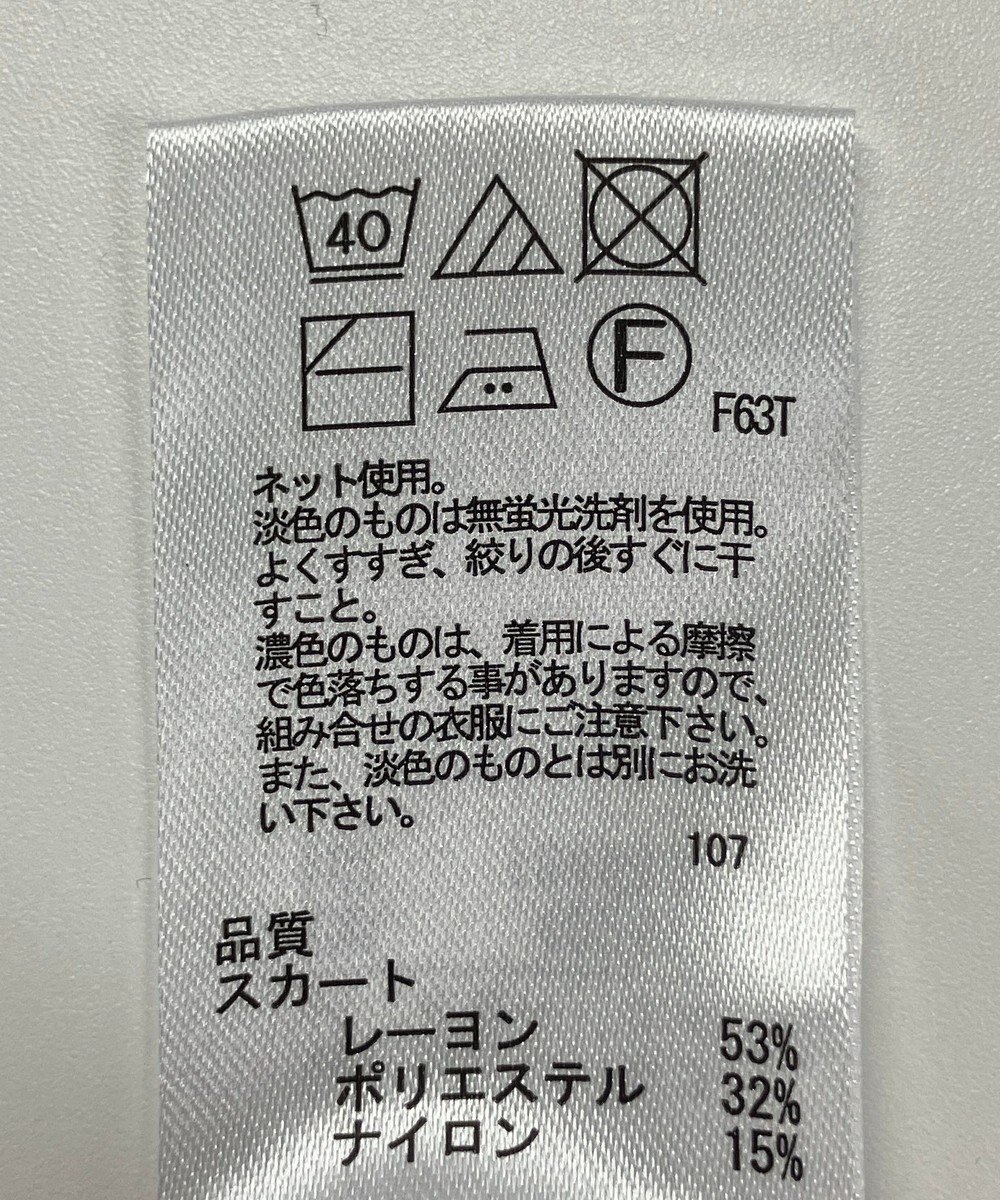 40
F
F63T
ネット使用。
淡色のものは無蛍光洗剤を使用。
よくすすぎ、絞りの後すぐに干
すこと。
濃色のものは、着用による摩擦
で色落ちする事がありますので、
組み合せの衣服にご注意下さい。
また、淡色のものとは別にお洗
い下さい。
107
品質
スカート
レーヨン 53%
ポリエステル 32%
ナイロン 15%